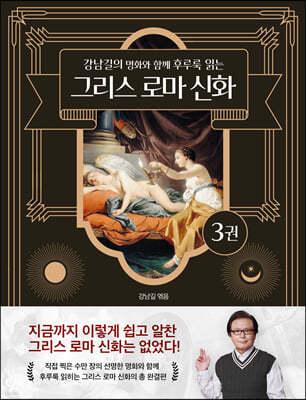 강남길의 명화와 함께 후루룩 읽는
그리스 로마 신화
3권
강남길 엮음
지금까지 이렇게 쉽고 알찬
그리스 로마 신화는 없었다!
직접 찍은 수만 장의 선명한 명화와 함께
후루룩 읽히는 그리스 로마 신화의 총 완결편